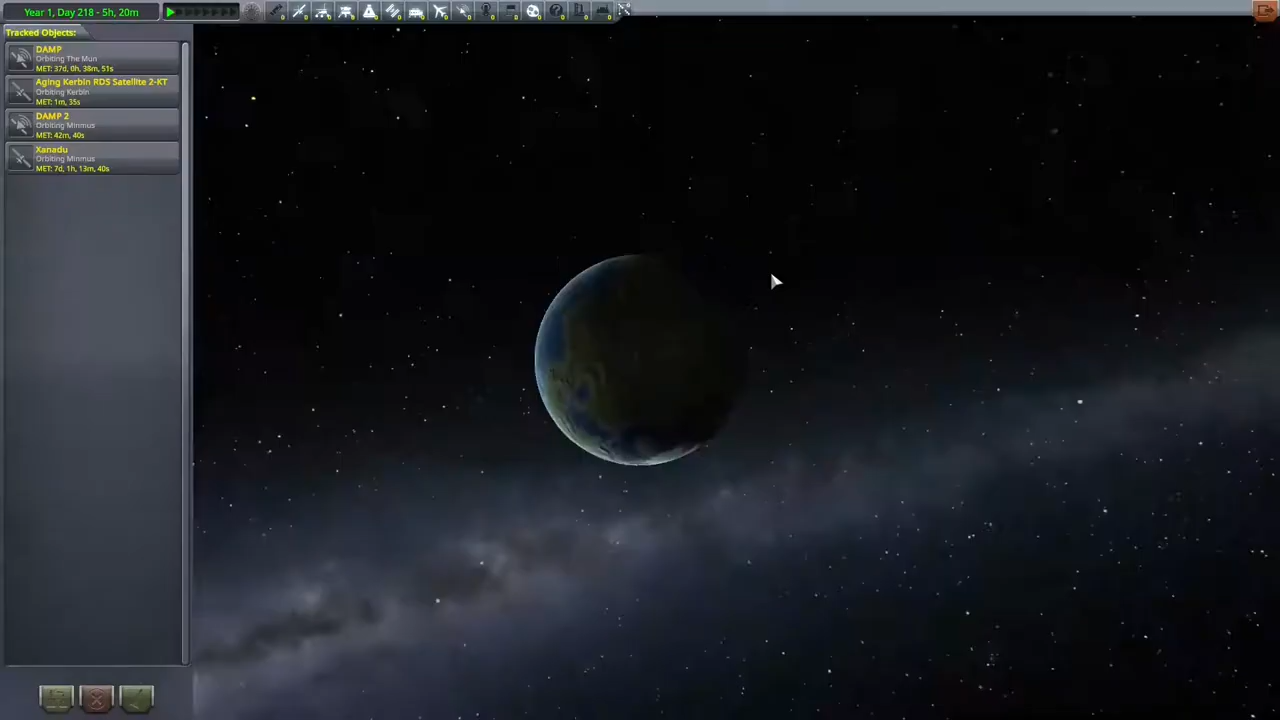 Year 1, Day 218 - 5h, 20m
Tracked Objects:
DAMP
Orbiting The Mun
MET: 37d, 0h, 38m, 51s
Aging Kerbin RDS Satellite 2-KT
Orbiting Kerbin
MET: 1m, 35s
DAMP 2
Orbiting Minmus
MET: 42m, 40s
Xanadu
Orbiting Minmus
MET: 7d, 1h, 13m, 40s